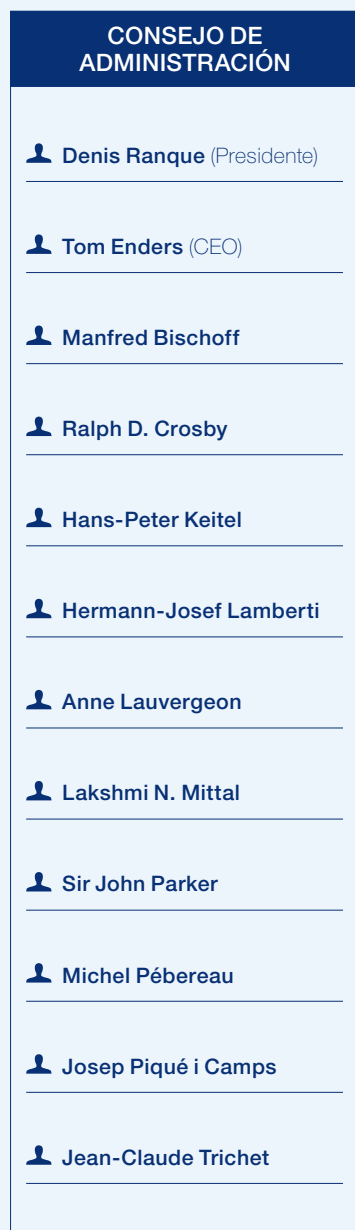 CONSEJO DE
ADMINISTRACIÓN
Denis Ranque (Presidente)
Tom Enders (CEO)
Manfred Bischoff
Ralph D. Crosby
Hans-Peter Keitel
Hermann-Josef Lamberti
Anne Lauvergeon
Lakshmi N. Mittal
Sir John Parker
Michel Pébereau
Josep Piqué i Camps
Jean-Claude Trichet